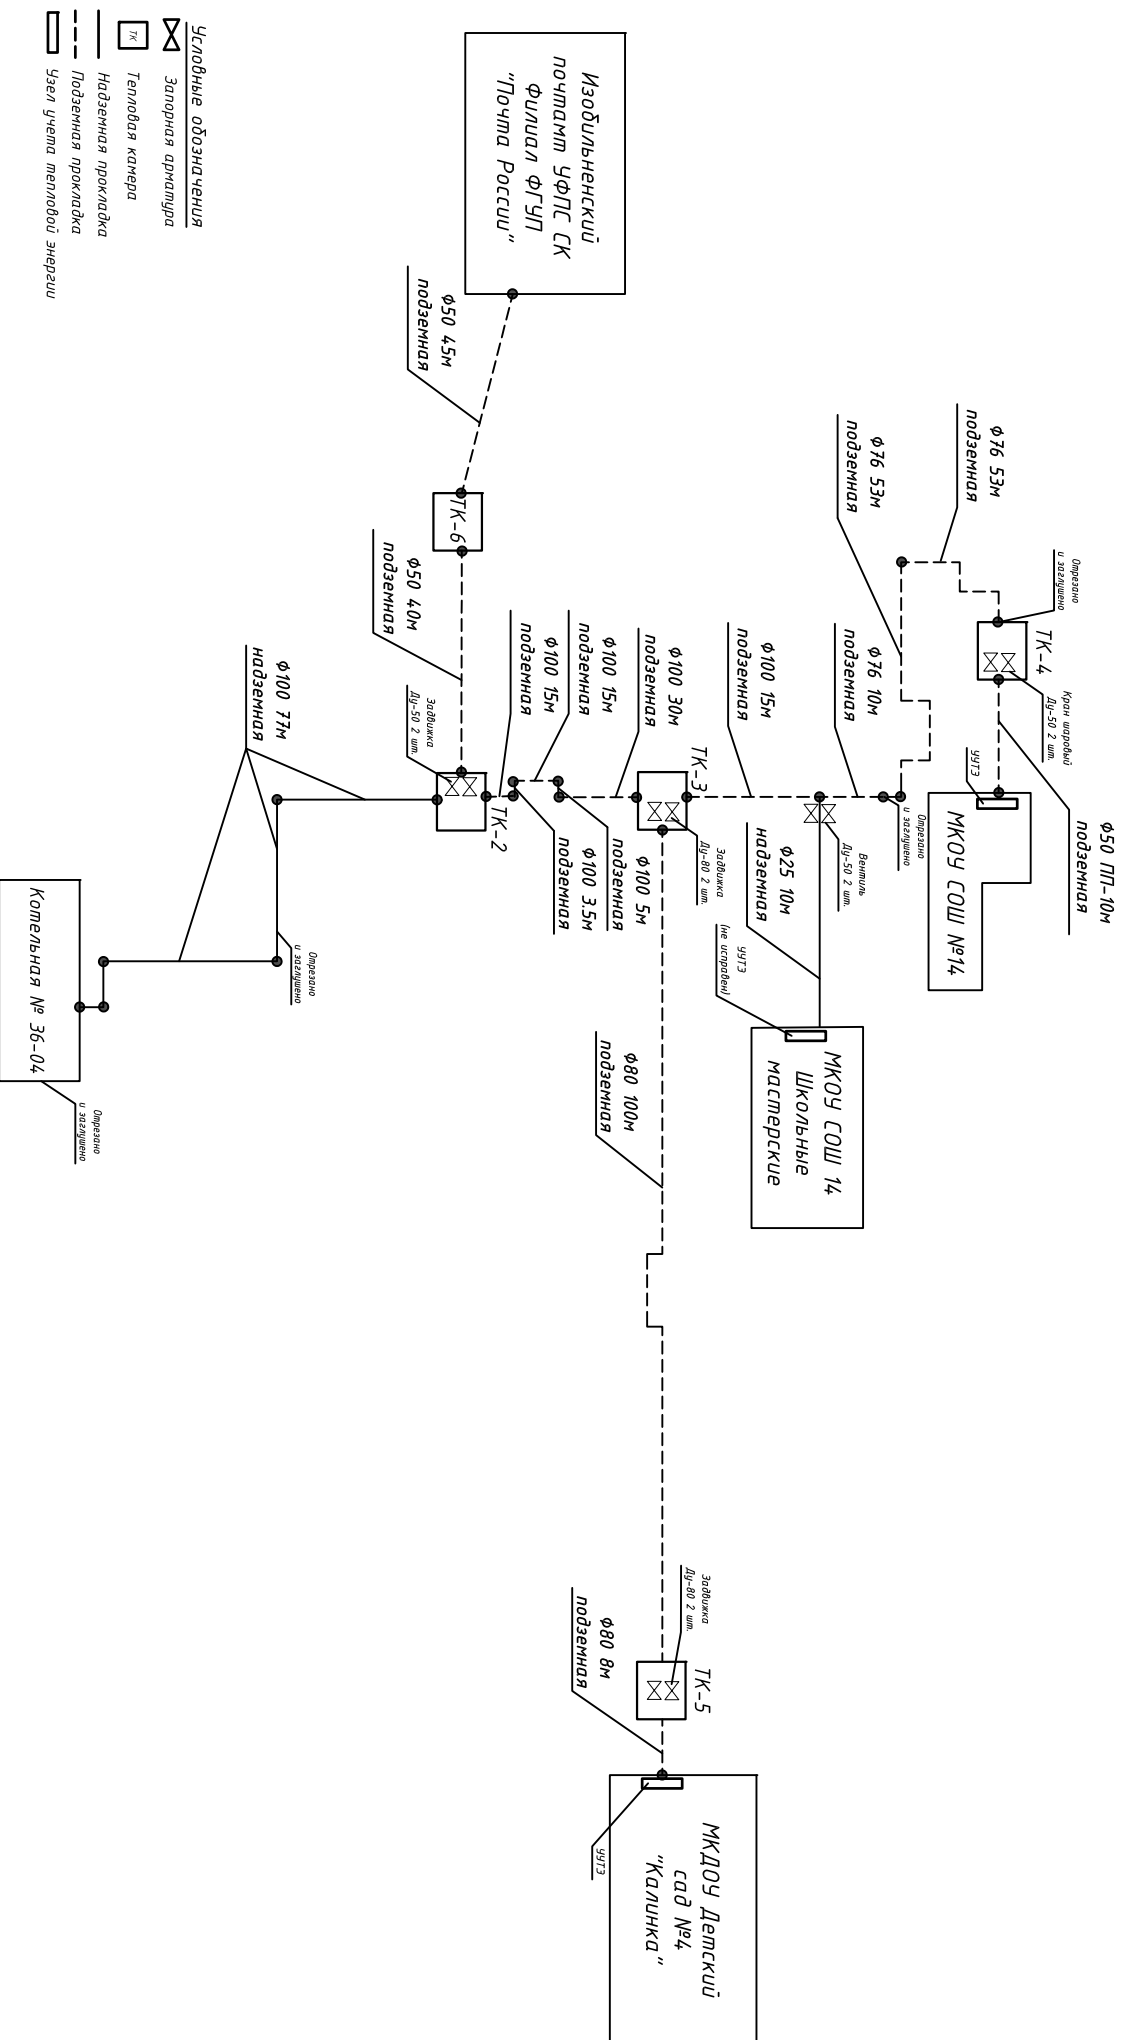 Условные обозначения
Запорная арматура
ТК
Тепловая камера
Надземная прокладка
Подземная прокладка
Узел учета тепловой энергии
Изобильненский
почтамт УФПС СК
филиал ФГУП
"Почта России"
ф50 45м
подземная
ТК-6
ф50 40м
подземная
Задвижка
Ду-50 2 шт.
ТК-2
ф100 77м
надземная
Отрезано
и заглушено
Котельная № 36-04
Отрезано
и заглушено
ф100 15м
подземная
ф100 15м
подземная
ф100 3.5м
подземная
ф100 5м
подземная
ф100 30м
подземная
ТК-3
Задвижка
Ду-80 2 шт.
ф100 15м
подземная
ф76 10м
подземная
Вентиль
Ду-50 2 шт.
ф25 10м
надземная
УУТЭ
(не исправен)
МКОУ СОШ 14
Школьные
мастерские
Отрезано
и заглушено
ф76 53м
подземная
ф76 53м
подземная
Отрезано
и заглушено
ТК-4
Кран шаровый
Ду-50 2 шт.
ф50 ПП-10м
подземная
УУТЭ
МКОУ СОШ №14
ф80 100м
подземная
Задвижка
Ду-80 2 шт.
ТК-5
ф80 8м
подземная
УУТЭ
МКДОУ Детский
сад №4
"Калинка"